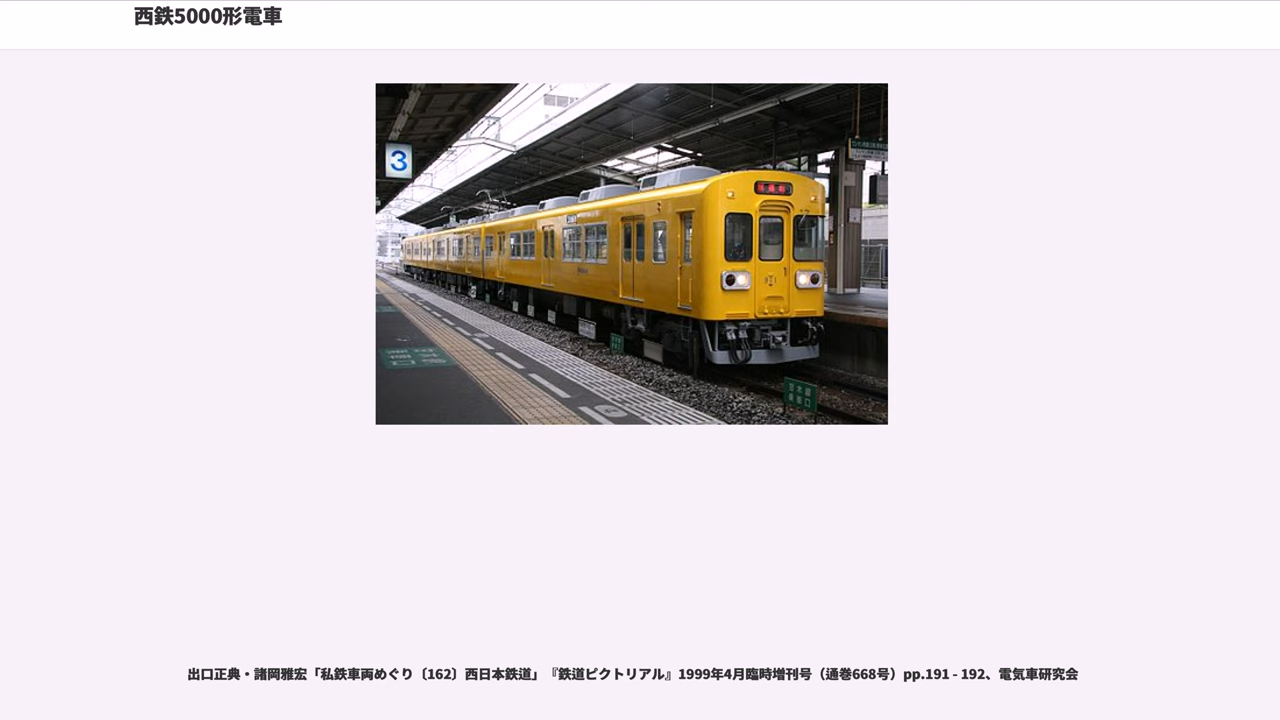 西鉄5000形電車
3
出口正典・諸岡雅宏「私鉄車両めぐり〔162〕西日本鉄道」『鉄道ピクトリアル』1999年4月臨時増刊号（通巻668号）pp.191 - 192、電気車研究会